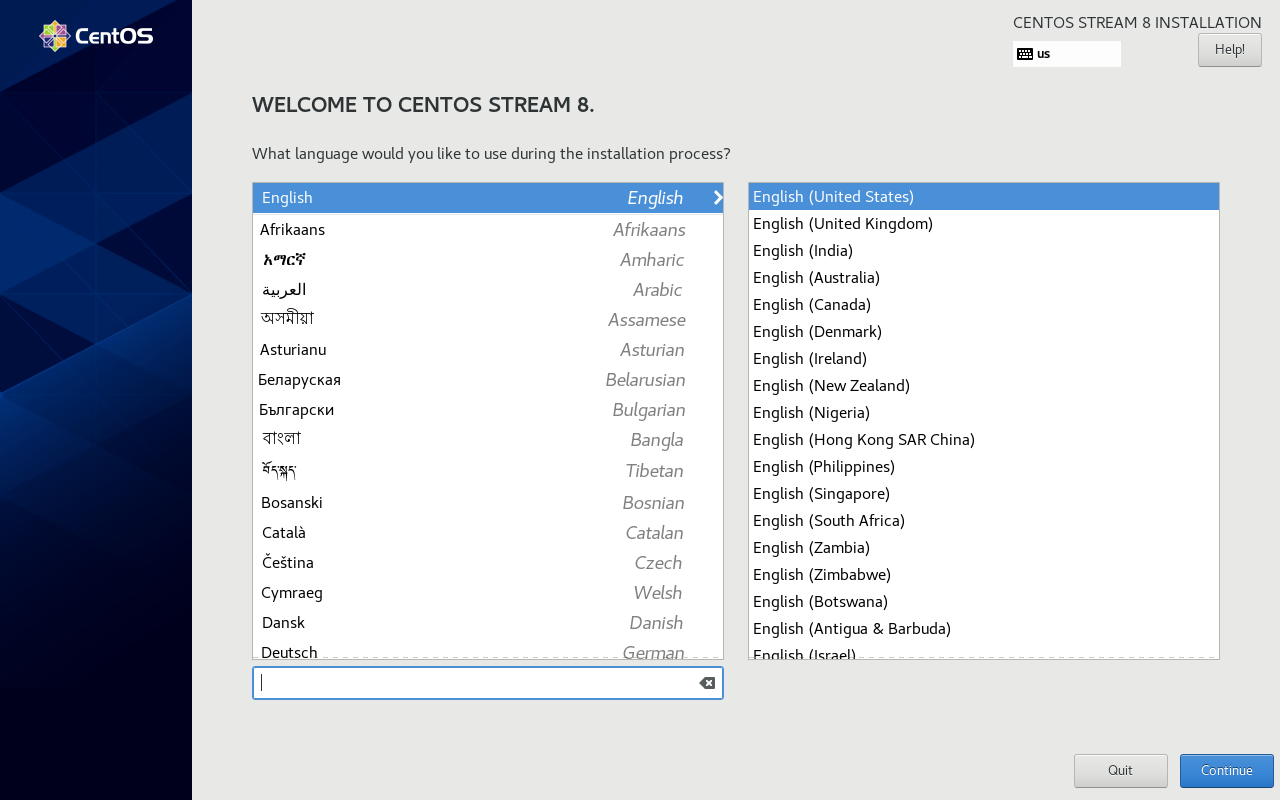 CentOS
CENTOS STREAM 8 INSTALLATION
us
Help!
WELCOME TO CENTOS STREAM 8.
What language would you like to use during the installation process?
English English
Afrikaans Afrikaans
አማርኛ Amharic
العربية Arabic
অসমীয়া Assamese
Asturianu Asturian
Беларуская Belarusian
Български Bulgarian
বাংলা Bangla
བོད་སྐད་ Tibetan
Bosanski Bosnian
Català Catalan
Čeština Czech
Cymraeg Welsh
Dansk Danish
Deutsch German
English (United States)
English (United Kingdom)
English (India)
English (Australia)
English (Canada)
English (Denmark)
English (Ireland)
English (New Zealand)
English (Nigeria)
English (Hong Kong SAR China)
English (Philippines)
English (Singapore)
English (South Africa)
English (Zambia)
English (Zimbabwe)
English (Botswana)
English (Antigua & Barbuda)
English (Israel)
Quit
Continue